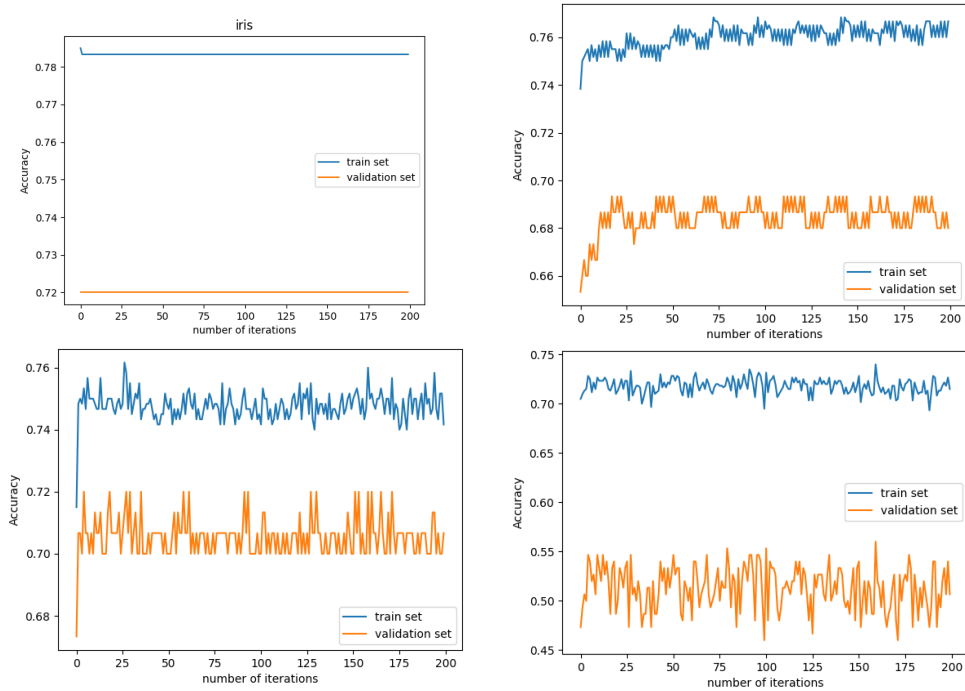 iris
0.78
0.77
0.76
0.75
0.74
0.73
0.72
Accuracy
train set
validation set
0 25 50 75 100 125 150 175 200
number of itierations
0.76
0.74
0.72
0.70
0.68
0.66
Accuracy
train set
validation set
0 25 50 75 100 125 150 175 200
number of iterations
0.76
0.74
0.72
0.70
0.68
Accuracy
train set
validation set
0 25 50 75 100 125 150 175 200
number of iterations
0.75
0.70
0.65
0.60
0.55
0.50
0.45
Accuracy
train set
validation set
0 25 50 75 100 125 150 175 200
number of iterations